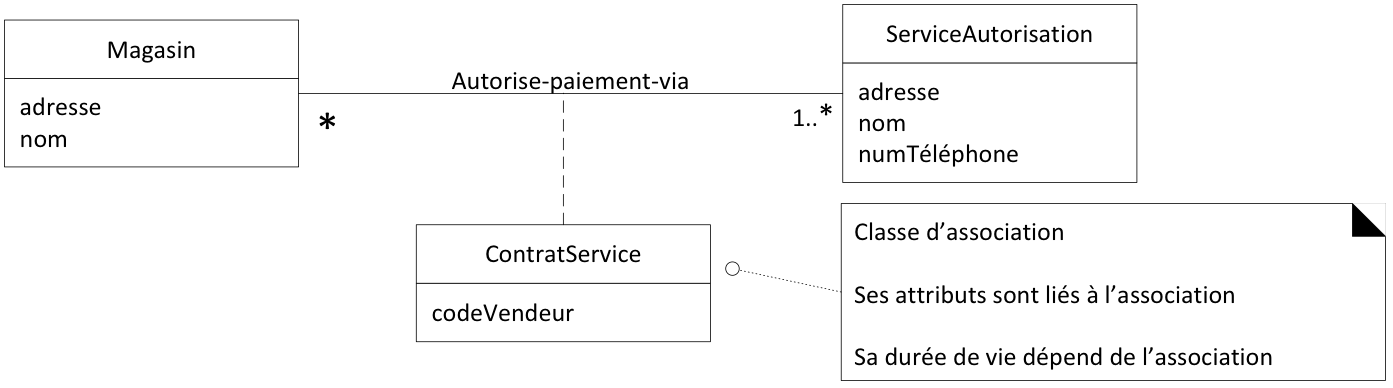 Magasin
adresse
nom
Autorise-paiement-via
*
1..*
ServiceAutorisation
adresse
nom
numTéléphone
ContratService
codeVendeur
Classe d’association
Ses attributs sont liés à l’association
Sa durée de vie dépend de l’association